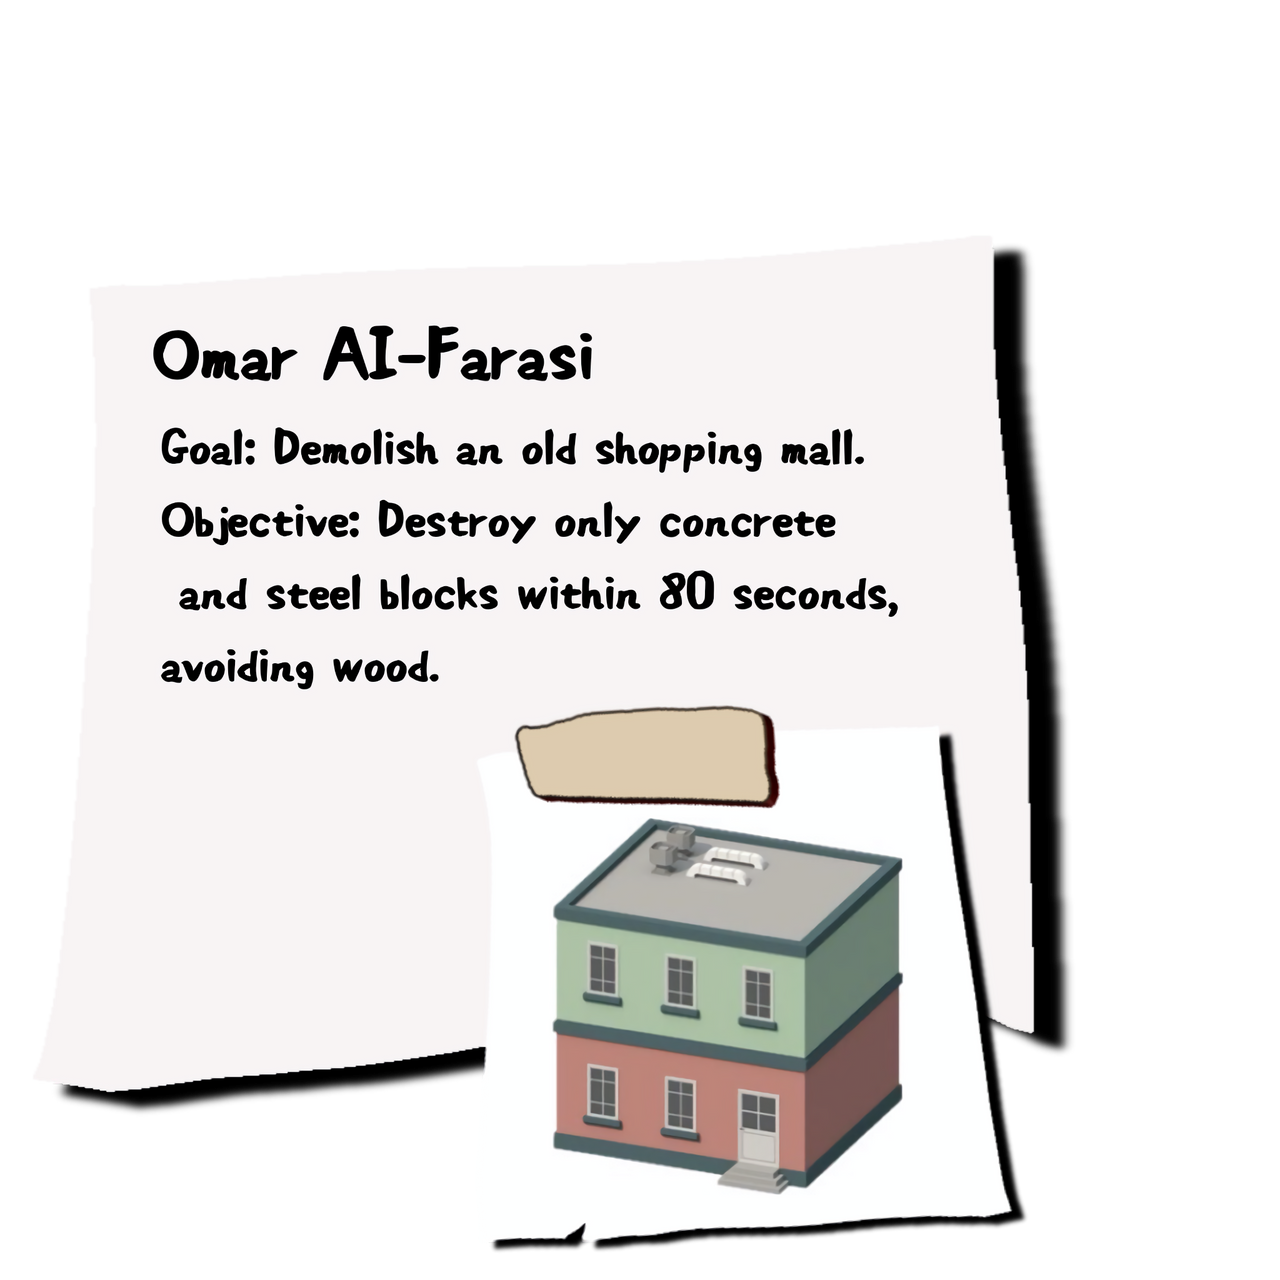 Omar AI-Farasi
Goal: Demolish an old shopping mall.
Objective: Destroy only concrete
and steel blocks within 80 seconds,
avoiding wood.